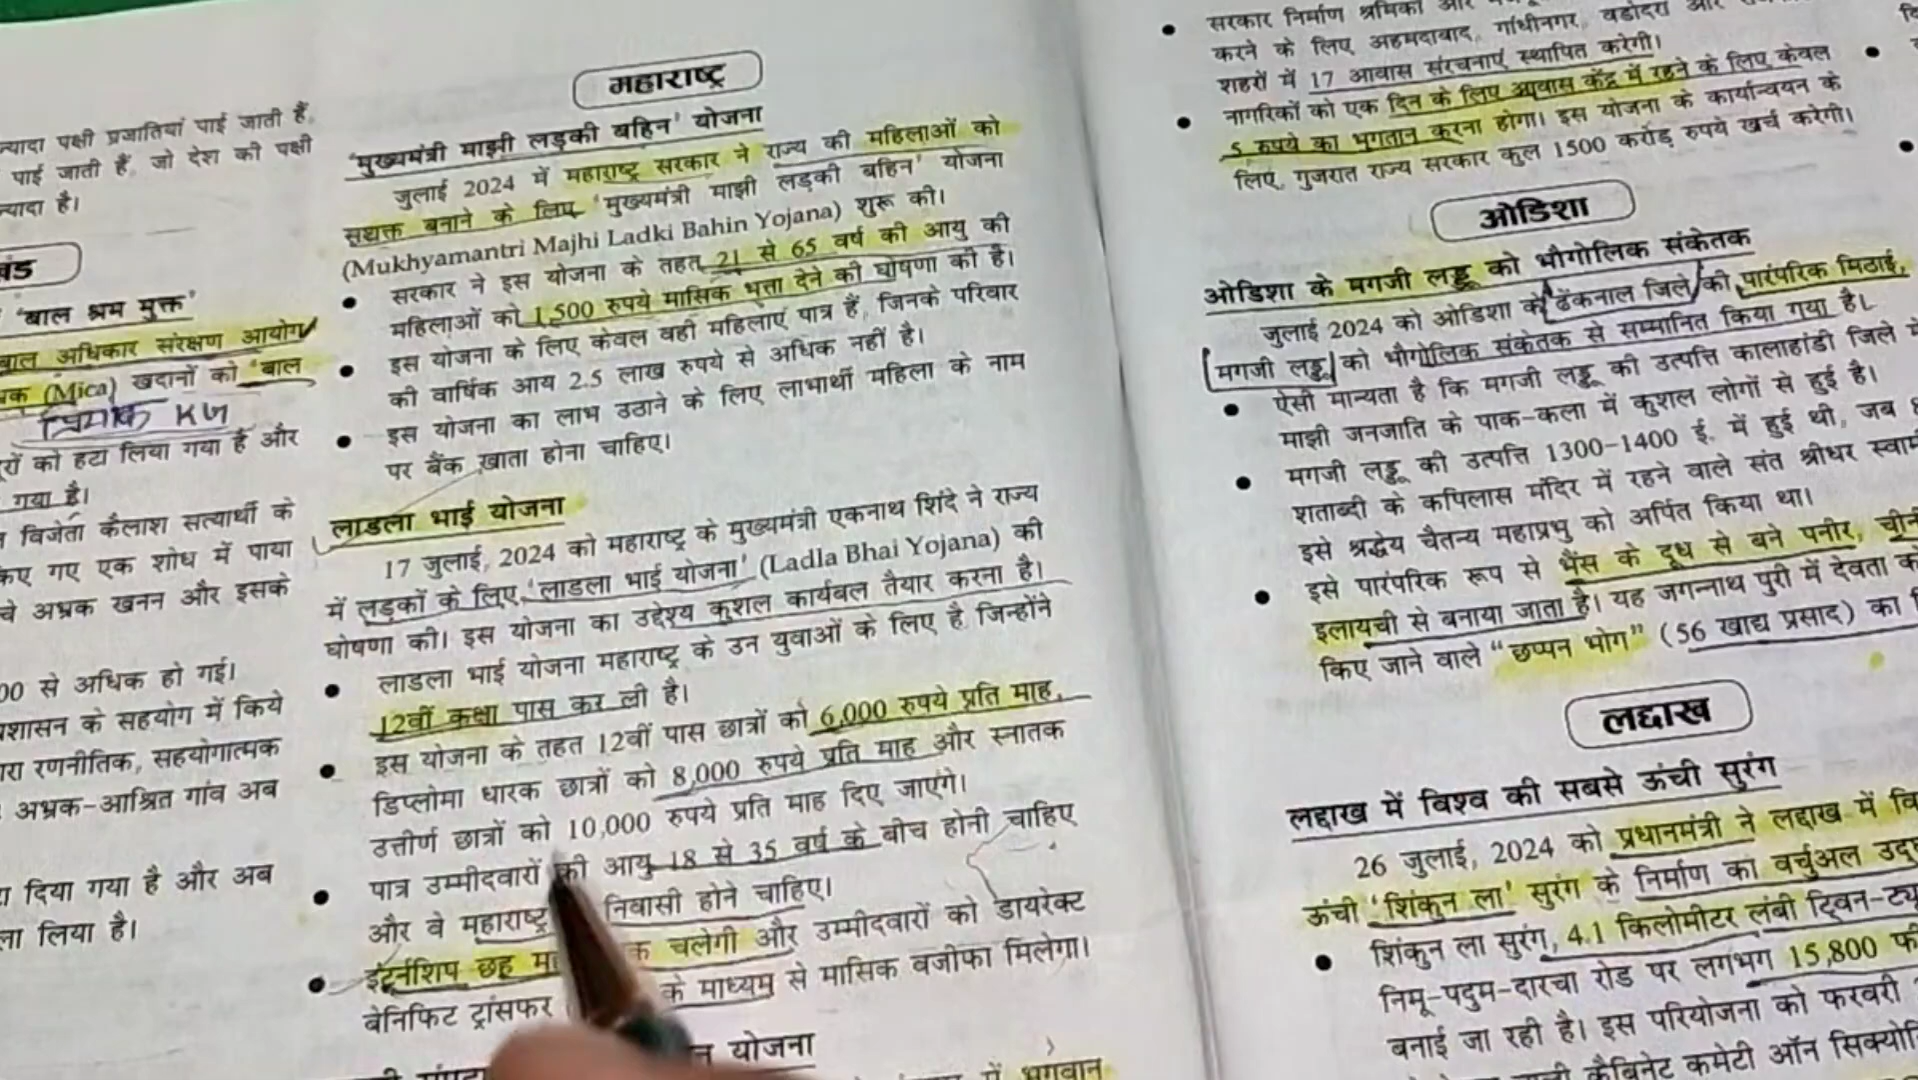 ज्यादा पक्षी प्रजातियां पाई जाती हैं,
पाई जाती हैं, जो देश की पक्षी
ज्यादा है।
'बाल श्रम मुक्त'
बाल अधिकार संरक्षण आयोग
(Mica) खदानों को 'बाल
KG
को हटा लिया गया है और
गया है।
विजेता कैलाश सत्यार्थी के
किए गए एक शोध में पाया
अभ्रक खनन और इसके
00 से अधिक हो गई।
प्रशासन के सहयोग में किये
रणनीतिक, सहयोगात्मक
अभ्रक-आश्रित गांव अब
दिया गया है और अब
लिया है।
महाराष्ट्र
'मुख्यमंत्री माझी लड़की बहिन' योजना
जुलाई 2024 में महाराष्ट्र सरकार ने राज्य की महिलाओं को
सशक्त बनाने के लिए 'मुख्यमंत्री माझी लड़की बहिन' योजना
(Mukhyamantri Majhi Ladki Bahin Yojana) शुरू की।
• सरकार ने इस योजना के तहत 21 से 65 वर्ष की आयु की
महिलाओं को 1,500 रुपये मासिक भत्ता देने की घोषणा की है।
• इस योजना के लिए केवल वही महिलाएं पात्र हैं, जिनके परिवार
की वार्षिक आय 2.5 लाख रुपये से अधिक नहीं है।
• इस योजना का लाभ उठाने के लिए लाभार्थी महिला के नाम
पर बैंक खाता होना चाहिए।
लाडला भाई योजना
17 जुलाई, 2024 को महाराष्ट्र के मुख्यमंत्री एकनाथ शिंदे ने राज्य
में लड़कों के लिए 'लाडला भाई योजना' (Ladla Bhai Yojana) की
घोषणा की। इस योजना का उद्देश्य कुशल कार्यबल तैयार करना है।
• लाडला भाई योजना महाराष्ट्र के उन युवाओं के लिए है जिन्होंने
12वीं कक्षा पास कर ली है।
• इस योजना के तहत 12वीं पास छात्रों को 6,000 रुपये प्रति माह,
डिप्लोमा धारक छात्रों को 8,000 रुपये प्रति माह और स्नातक
उत्तीर्ण छात्रों को 10,000 रुपये प्रति माह दिए जाएंगे।
• पात्र उम्मीदवारों की आयु 18 से 35 वर्ष के बीच होनी चाहिए
और वे महाराष्ट्र निवासी होने चाहिए।
• इंटर्नशिप छह चलेगी और उम्मीदवारों को डायरेक्ट
बेनिफिट ट्रांसफर के माध्यम से मासिक वजीफा मिलेगा।
योजना
में भगवान
• सरकार निर्माण श्रमिकों और
करने के लिए अहमदाबाद, गांधीनगर, वडोदरा और
शहरों में 17 आवास संरचनाएं स्थापित करेगी।
• नागरिकों को एक दिन के लिए आवास केंद्र में रहने के लिए केवल
5 रुपये का भुगतान करना होगा। इस योजना के कार्यान्वयन के
लिए, गुजरात राज्य सरकार कुल 1500 करोड़ रुपये खर्च करेगी।
ओडिशा
ओडिशा के मगजी लड्डू को भौगोलिक संकेतक
जुलाई 2024 को ओडिशा के ढेंकनाल जिले की पारंपरिक मिठाई,
मगजी लड्डू को भौगोलिक संकेतक से सम्मानित किया गया है।
• ऐसी मान्यता है कि मगजी लड्डू की उत्पत्ति कालाहांडी जिले में
माझी जनजाति के पाक-कला में कुशल लोगों से हुई है।
• मगजी लड्डू की उत्पत्ति 1300-1400 ई. में हुई थी, जब
शताब्दी के कपिलास मंदिर में रहने वाले संत श्रीधर स्वामी
इसे श्रद्धेय चैतन्य महाप्रभु को अर्पित किया था।
• इसे पारंपरिक रूप से भैंस के दूध से बने पनीर, चीनी
इलायची से बनाया जाता है। यह जगन्नाथ पुरी में देवता को
किए जाने वाले "छप्पन भोग" (56 खाद्य प्रसाद) का
लद्दाख
लद्दाख में विश्व की सबसे ऊंची सुरंग
26 जुलाई, 2024 को प्रधानमंत्री ने लद्दाख में
ऊंची 'शिंकुन ला' सुरंग के निर्माण का वर्चुअल
• शिंकुन ला सुरंग, 4.1 किलोमीटर लंबी ट्विन-ट्यूब
निमू-पदुम-दारचा रोड पर लगभग 15,800
बनाई जा रही है। इस परियोजना को फरवरी
कैबिनेट कमेटी ऑन